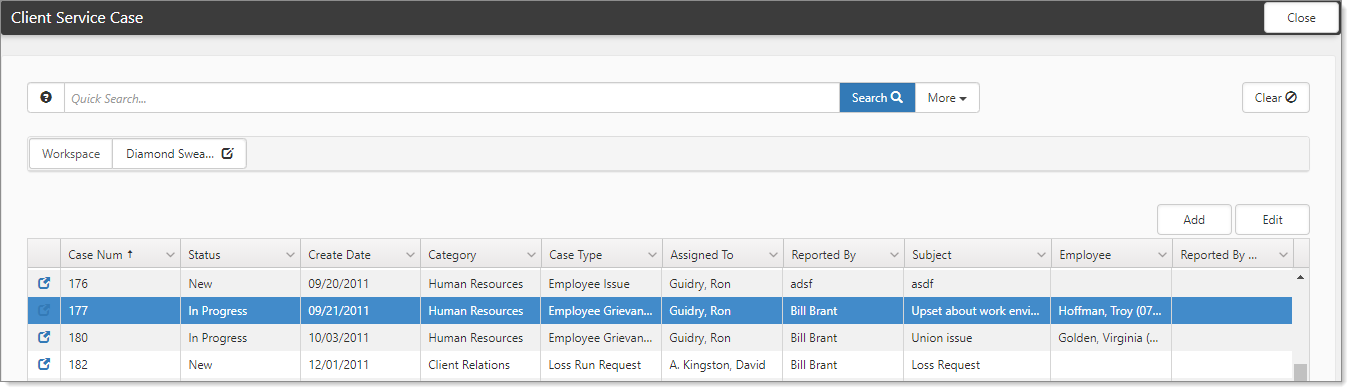 Client Service Case Close
Quick Search... Search More Clear
Workspace Diamond Swea...
Add Edit
Case Num Status Create Date Category Case Type Assigned To Reported By Subject Employee Reported By ...
176 New 09/20/2011 Human Resources Employee Issue Guidry, Ron adsf asdf
177 In Progress 09/21/2011 Human Resources Employee Grievan... Guidry, Ron Bill Brant Upset about work envi... Hoffman, Troy (07...
180 In Progress 10/03/2011 Human Resources Employee Grievan... Guidry, Ron Bill Brant Union issue Golden, Virginia (...
182 New 12/01/2011 Client Relations Loss Run Request A. Kingston, David Bill Brant Loss Request